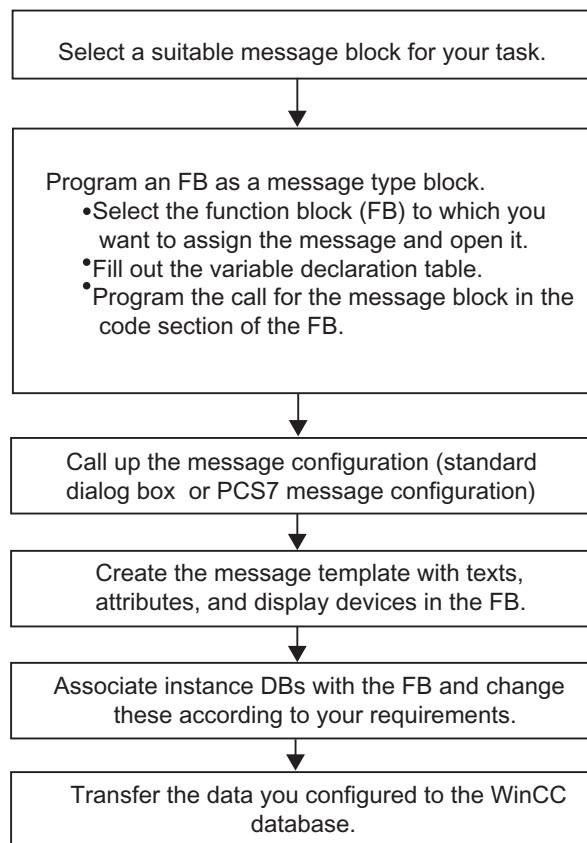 Select a suitable message block for your task.
Program an FB as a message type block.
•Select the function block (FB) to which you
want to assign the message and open it.
•Fill out the variable declaration table.
•Program the call for the message block in the
code section of the FB.
Call up the message configuration (standard
dialog box or PCS7 message configuration)
Create the message template with texts,
attributes, and display devices in the FB.
Associate instance DBs with the FB and change
these according to your requirements.
Transfer the data you configured to the WinCC
database.